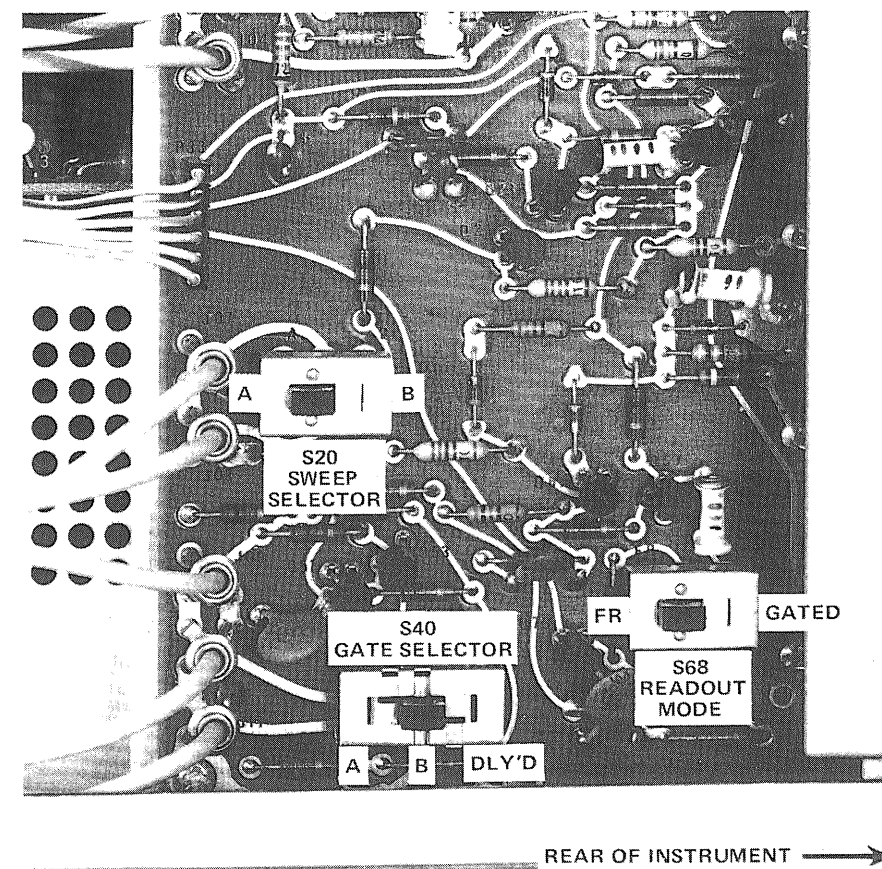 A
B
S20
SWEEP
SELECTOR
S40
GATE SELECTOR
FR
GATED
S68
READOUT
MODE
A
B
DLY'D
REAR OF INSTRUMENT